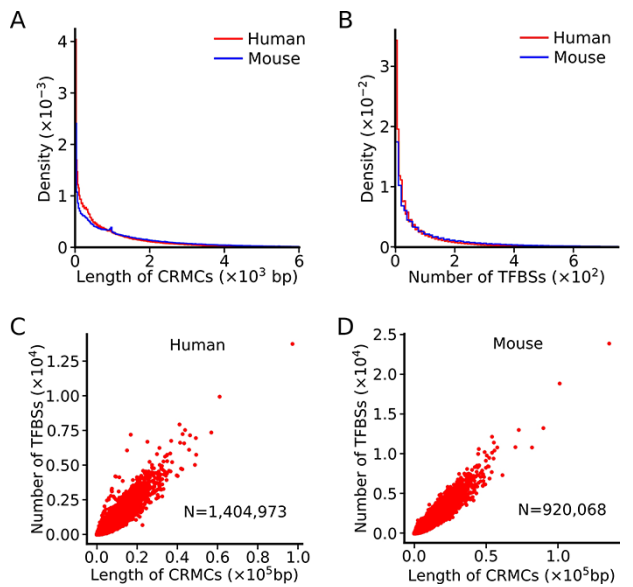 A
Human
Mouse
Density (×10⁻³)
4
3
2
1
0
0 2 4 6
Length of CRMCs (×10³ bp)
B
Human
Mouse
Density (×10⁻²)
3
2
1
0
0 2 4 6
Number of TFBSs (×10²)
C
Human
Number of TFBSs (×10⁴)
1.25
1.00
0.75
0.50
0.25
0.00
N=1,404,973
0.0 0.2 0.4 0.6 0.8 1.0
Length of CRMCs (×10⁵bp)
D
Mouse
Number of TFBSs (×10⁴)
2.5
2.0
1.5
1.0
0.5
0.0
N=920,068
0.0 0.5 1.0
Length of CRMCs (×10⁵bp)